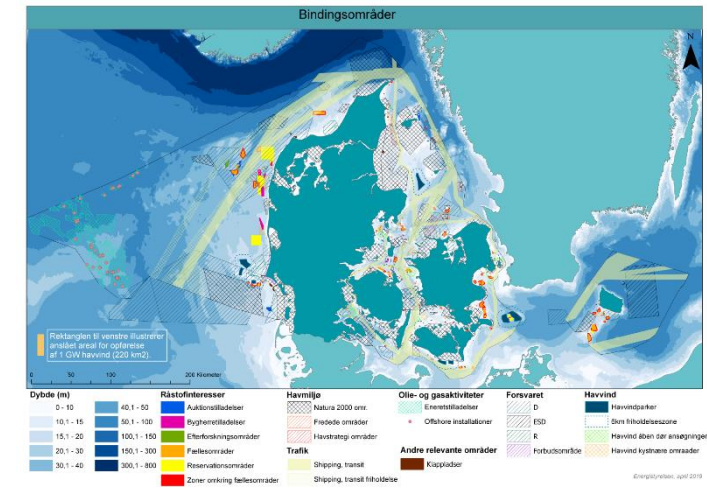 Bindingsområder
N
Rektanglen til venstre illustrerer
anslået areal for opførelse
af 1 GW havvind (220 km2).
0 50 100 200 Kilometer
Dybde (m)
0 - 10
10,1 - 15
15,1 - 20
20,1 - 30
30,1 - 40
40,1 - 50
50,1 - 100
100,1 - 150
150,1 - 300
300,1 - 800
Råstofinteresser
Auktionstilladelser
Bygherretilladelser
Efterforskningsområder
Fællesområder
Reservationsområder
Zoner omkring fællesområder
Havmiljø
Natura 2000 omr.
Fredede områder
Havstrategi områder
Trafik
Shipping, transit
Shipping, transit friholdelse
Olie- og gasaktiviteter
Eneretstilladelser
Offshore installationer
Andre relevante områder
Klappladser
Forsvaret
D
ESD
R
Forbudsområde
Havvind
Havvindparker
8km friholdelseszone
Havvind åben dør ansøgninger
Havvind kystnære områder
Energistyrelsen, april 2019